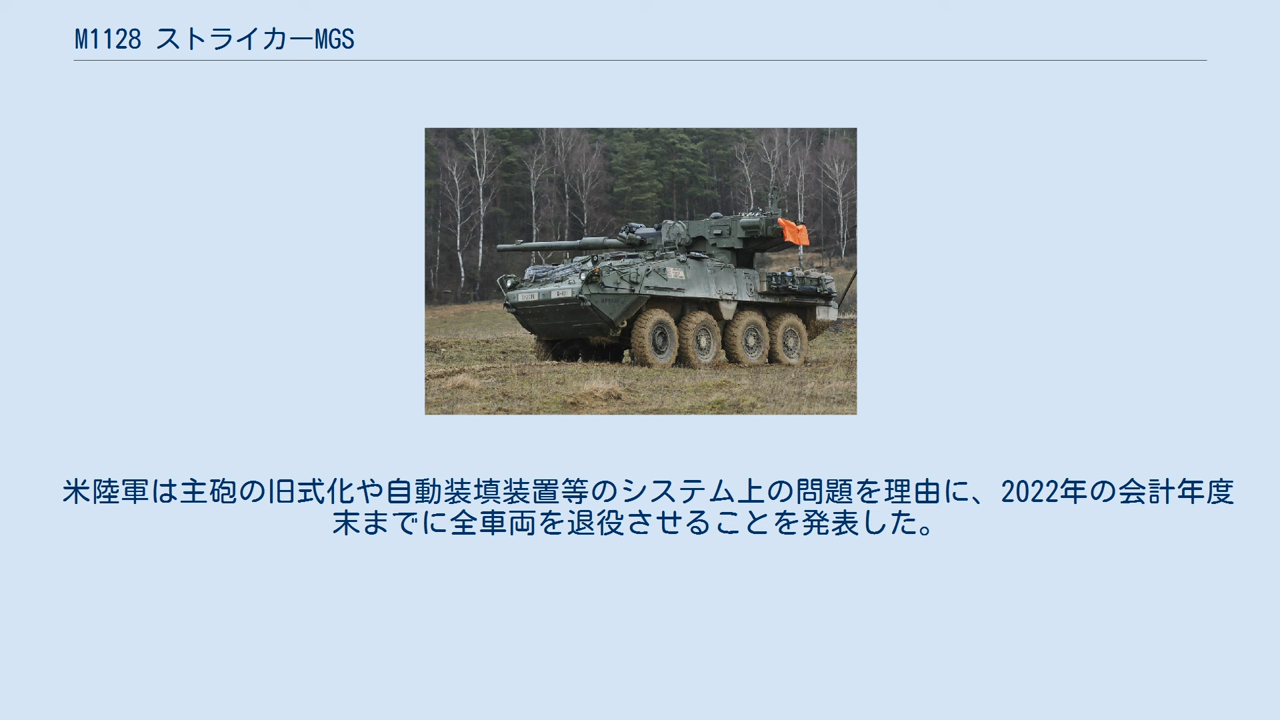 M1128 ストライカーMGS
米陸軍は主砲の旧式化や自動装填装置等のシステム上の問題を理由に、2022年の会計年度
末までに全車両を退役させることを発表した。